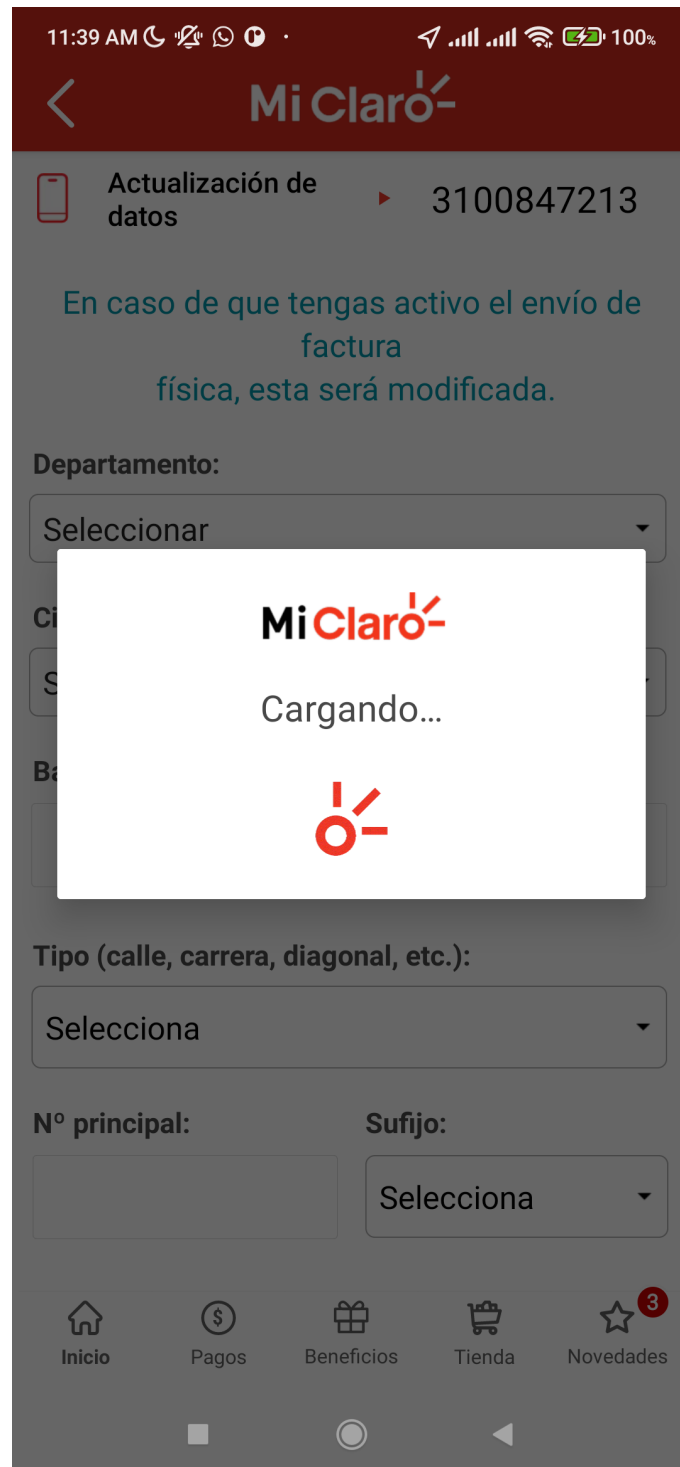 11:39 AM
100%
Mi Claro
Actualización de
datos
3100847213
En caso de que tengas activo el envío de
factura
física, esta será modificada.
Departamento:
Seleccionar
Ci
S
Mi Claro
Cargando...
Ba
Tipo (calle, carrera, diagonal, etc.):
Selecciona
Nº principal:
Sufijo:
Selecciona
3
Inicio
Pagos
Beneficios
Tienda
Novedades